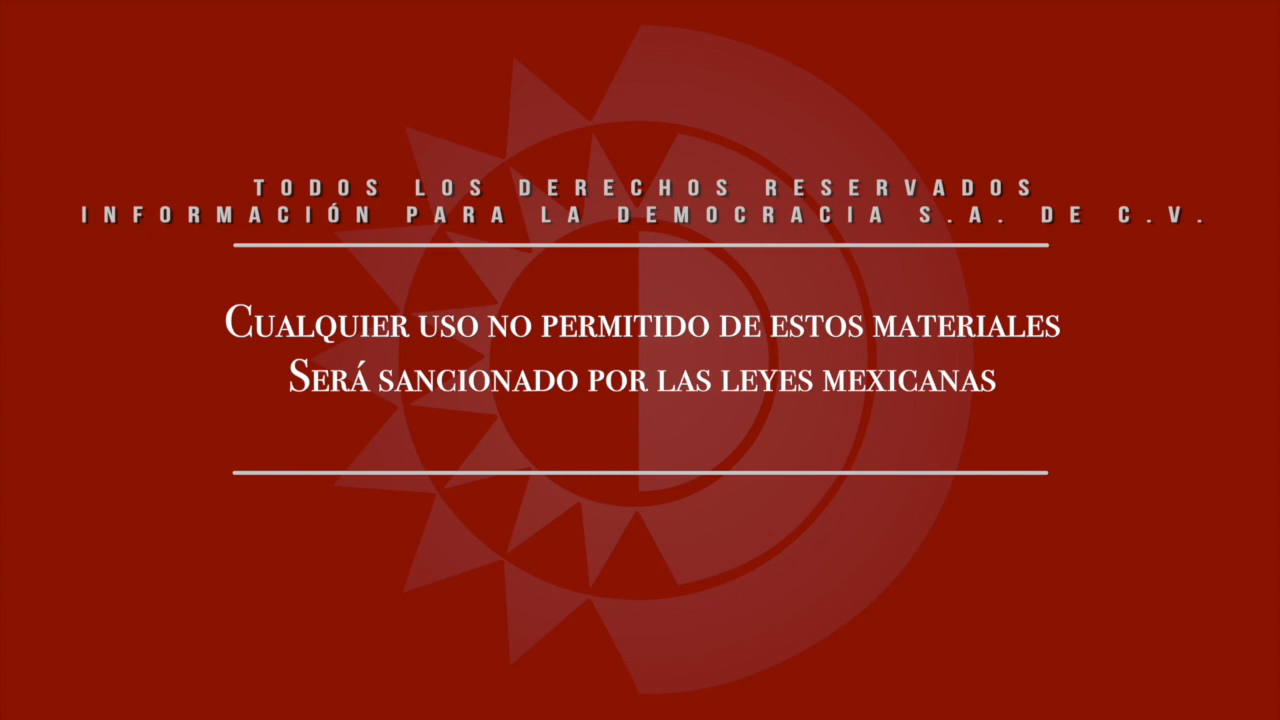 TODOS LOS DERECHOS RESERVADOS
INFORMACIÓN PARA LA DEMOCRACIA S.A. DE C.V.
CUALQUIER USO NO PERMITIDO DE ESTOS MATERIALES
SERÁ SANCIONADO POR LAS LEYES MEXICANAS